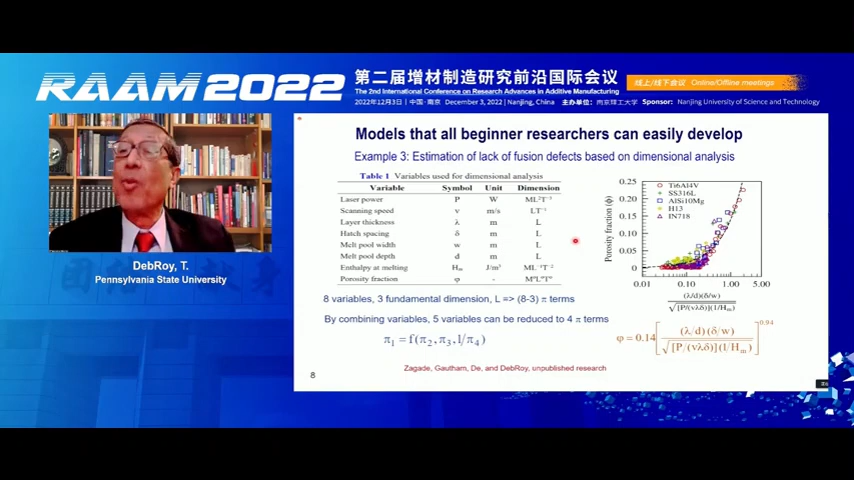 RAAM 2022
第二届增材制造研究前沿国际会议
The 2nd International Conference on Research Advances in Additive Manufacturing
2022年12月3日 | 中国·南京 December 3, 2022 | Nanjing, China 主办单位: 南京理工大学 Sponsor: Nanjing University of Science and Technology
线上/线下会议 Online/Offline meetings
DebRoy, T.
Pennsylvania State University
Models that all beginner researchers can easily develop
Example 3: Estimation of lack of fusion defects based on dimensional analysis
Table 1 Variables used for dimensional analysis
Variable Symbol Unit Dimension
Laser power P W ML²T⁻³
Scanning speed v m/s LT⁻¹
Layer thickness λ m L
Hatch spacing δ m L
Melt pool width w m L
Melt pool depth d m L
Enthalpy at melting Hₘ J/m³ ML⁻¹T⁻²
Porosity fraction φ - M⁰L⁰T⁰
8 variables, 3 fundamental dimension, L => (8-3) π terms
By combining variables, 5 variables can be reduced to 4 π terms
π₁ = f(π₂, π₃, 1/π₄)
Porosity fraction (ϕ)
0.25
0.20
0.15
0.10
0.05
0
0.01 0.10 1.00 5.00
Ti6Al4V
SS316L
AlSi10Mg
H13
IN718
(λ/d)(δ/w)
√[P/(vλδ)](1/Hₘ)
φ = 0.14 [(λ/d)(δ/w) / √[P/(vλδ)](1/Hₘ)]^0.94
Zagade, Gautham, De, and DebRoy, unpublished research
8